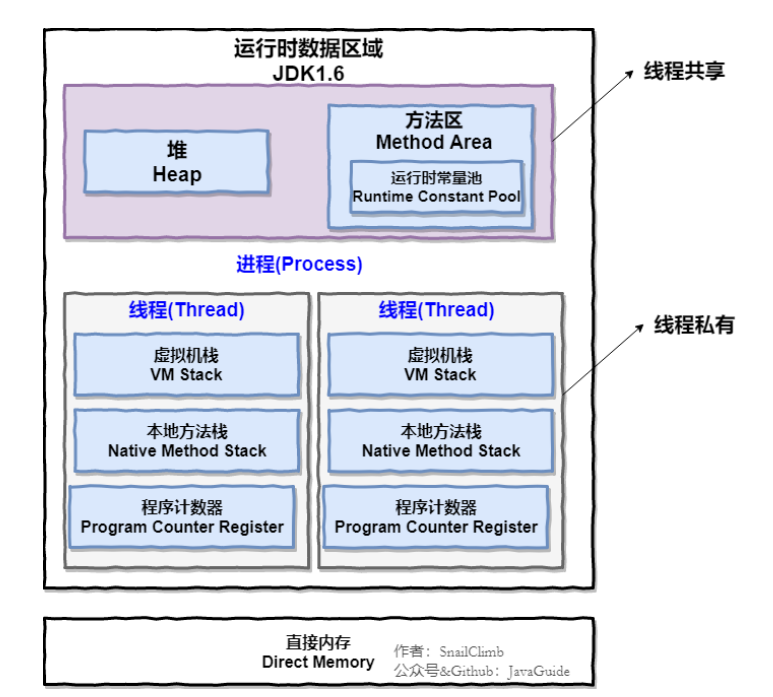 运行时数据区域
JDK1.6
线程共享
堆
Heap
方法区
Method Area
运行时常量池
Runtime Constant Pool
进程(Process)
线程(Thread)
虚拟机栈
VM Stack
本地方法栈
Native Method Stack
程序计数器
Program Counter Register
线程(Thread)
虚拟机栈
VM Stack
本地方法栈
Native Method Stack
程序计数器
Program Counter Register
线程私有
直接内存
Direct Memory
作者：SnailClimb
公众号&Github：JavaGuide